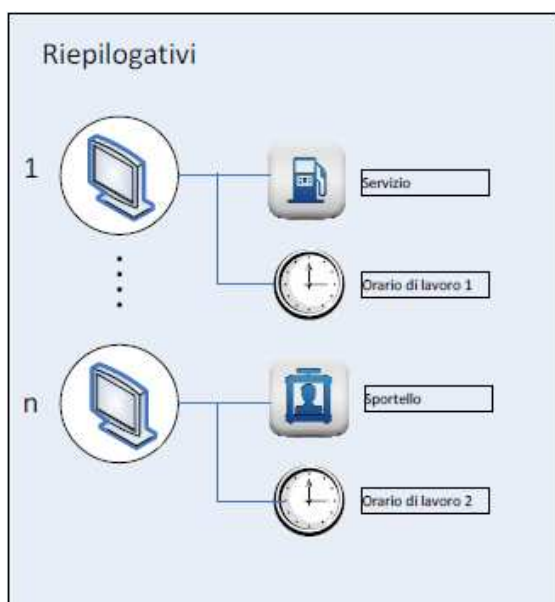 Riepilogativi
1
Servizio
Orario di lavoro 1
n
Sportello
Orario di lavoro 2